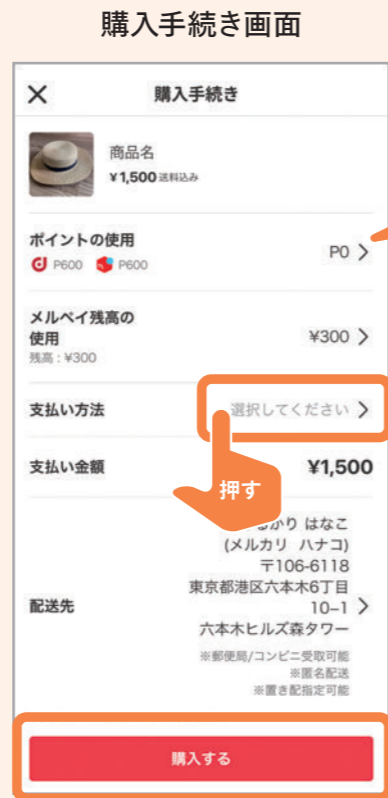 購入手続き画面
購入手続き
商品名
¥1,500 送料込み
ポイントの使用
P0
P600 P600
メルペイ残高の
使用
¥300
残高：¥300
支払い方法
選択してください
支払い金額
¥1,500
押す
かり はなこ
(メルカリ ハナコ)
〒106-6118
東京都港区六本木6丁目
配送先
10−1
六本木ヒルズ森タワー
※郵便局/コンビニ受取可能
※匿名配送
※置き配指定可能
購入する